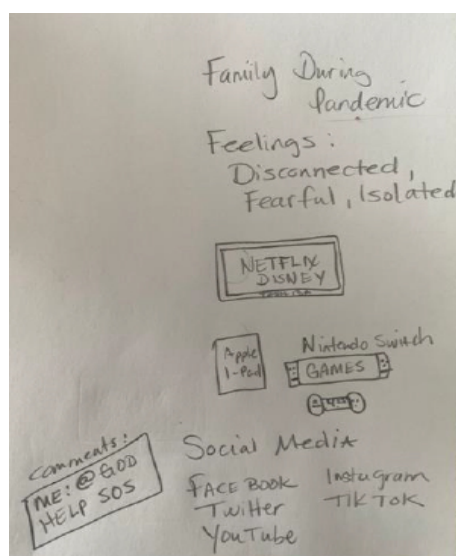 Family During
Pandemic
Feelings:
Disconnected,
Fearful, Isolated
NETFLIX
DISNEY
Apple
I-Pad
Nintendo Switch
GAMES
comments:
ME: @ GOD
HELP SOS
Social Media
FACE BOOK Instugram
Twitter TIK TOK
YouTube